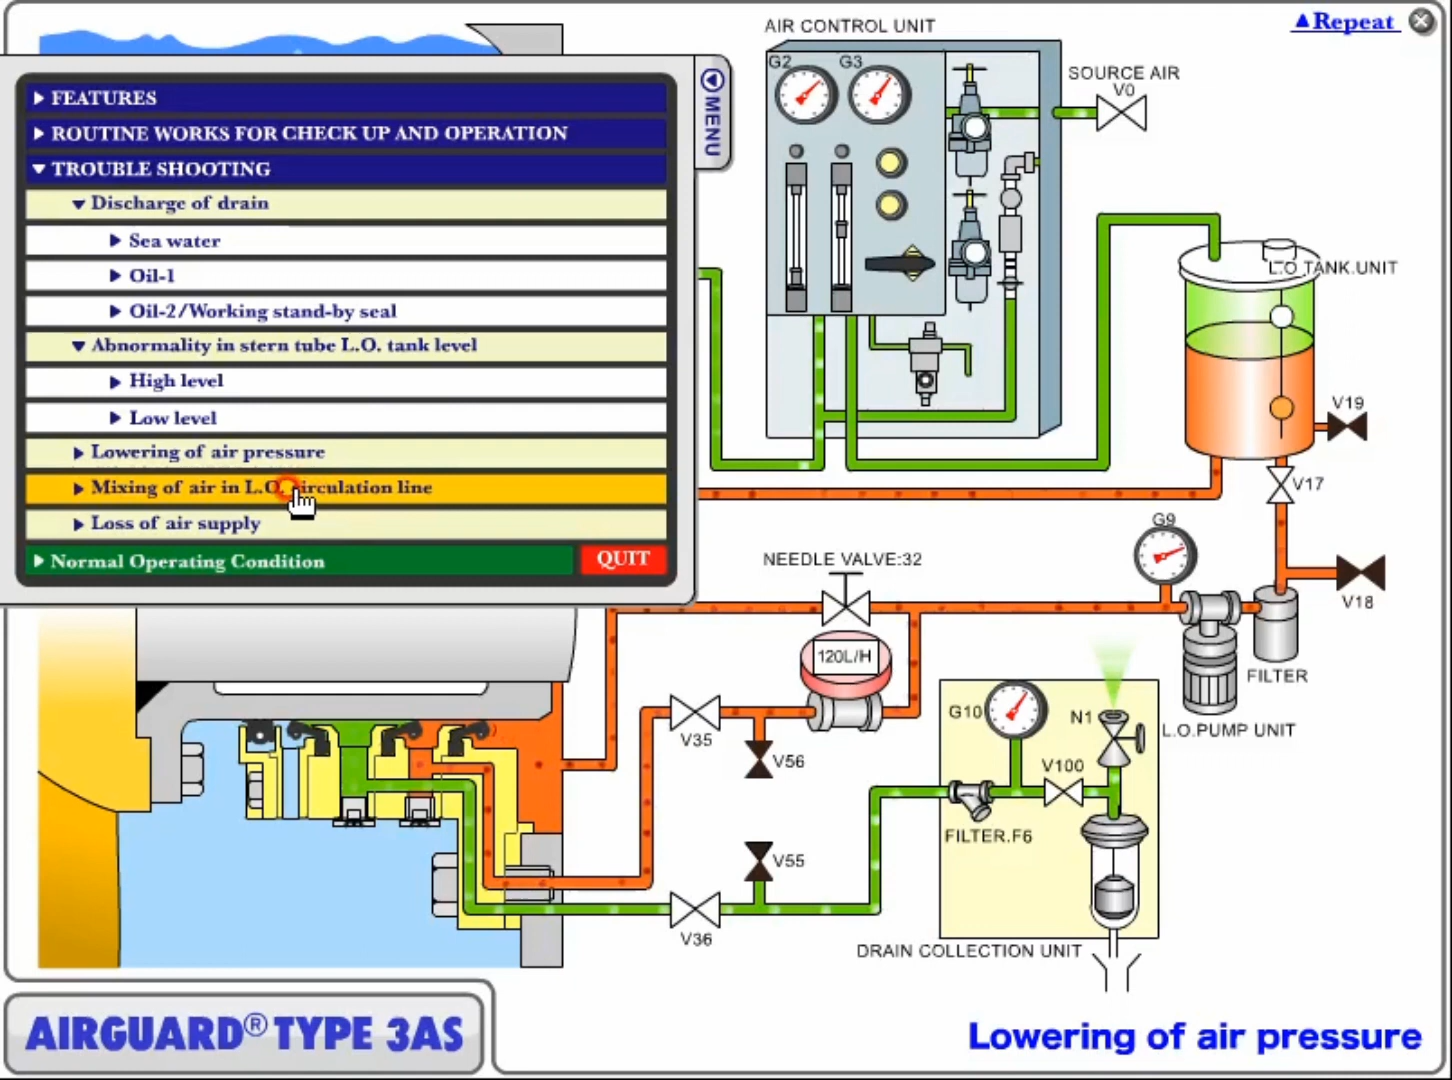 ▲Repeat
AIR CONTROL UNIT
G2
G3
SOURCE AIR
V0
MENU
FEATURES
ROUTINE WORKS FOR CHECK UP AND OPERATION
TROUBLE SHOOTING
Discharge of drain
Sea water
Oil-1
Oil-2/Working stand-by seal
Abnormality in stern tube L.O. tank level
High level
Low level
Lowering of air pressure
Mixing of air in L.O. circulation line
Loss of air supply
Normal Operating Condition
QUIT
L.O.TANK.UNIT
V19
V17
G9
V18
NEEDLE VALVE:32
120L/H
FILTER
L.O.PUMP UNIT
V35
V56
G10
N1
V100
FILTER.F6
V55
V36
DRAIN COLLECTION UNIT
AIRGUARD® TYPE 3AS
Lowering of air pressure